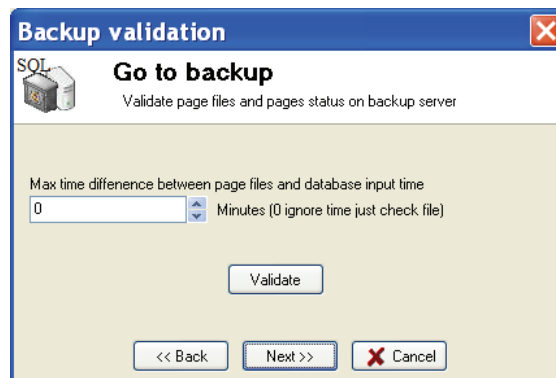 Backup validation
SQL
Go to backup
Validate page files and pages status on backup server
Max time diffenence between page files and database input time
0 Minutes (0 ignore time just check file)
Validate
<< Back Next >> Cancel